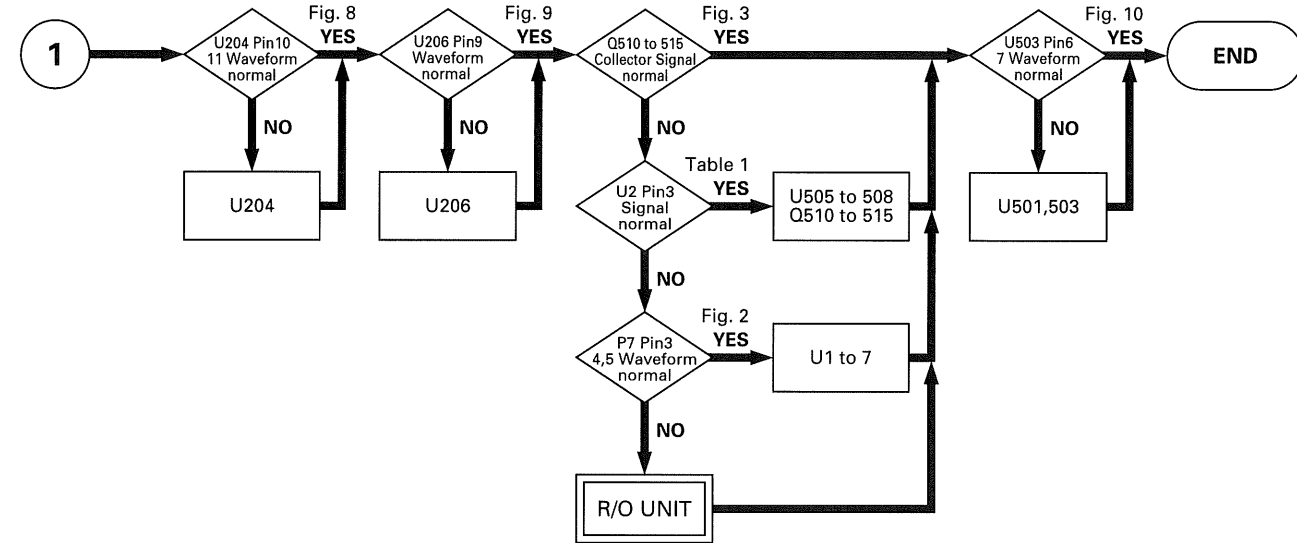 1
U204 Pin10
11 Waveform
normal
Fig. 8
YES
NO
U204
U206 Pin9
Waveform
normal
Fig. 9
YES
NO
U206
Q510 to 515
Collector Signal
normal
Fig. 3
YES
NO
U2 Pin3
Signal
normal
Table 1
YES
U505 to 508
Q510 to 515
NO
P7 Pin3
4,5 Waveform
normal
Fig. 2
YES
U1 to 7
NO
R/O UNIT
U503 Pin6
7 Waveform
normal
Fig. 10
YES
NO
U501,503
END